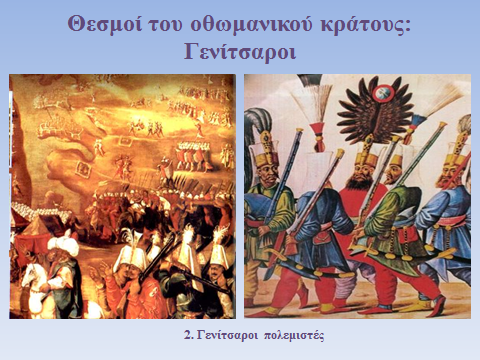 Θεσμοί του οθωμανικού κράτους:
Γενίτσαροι
2. Γενίτσαροι πολεμιστές